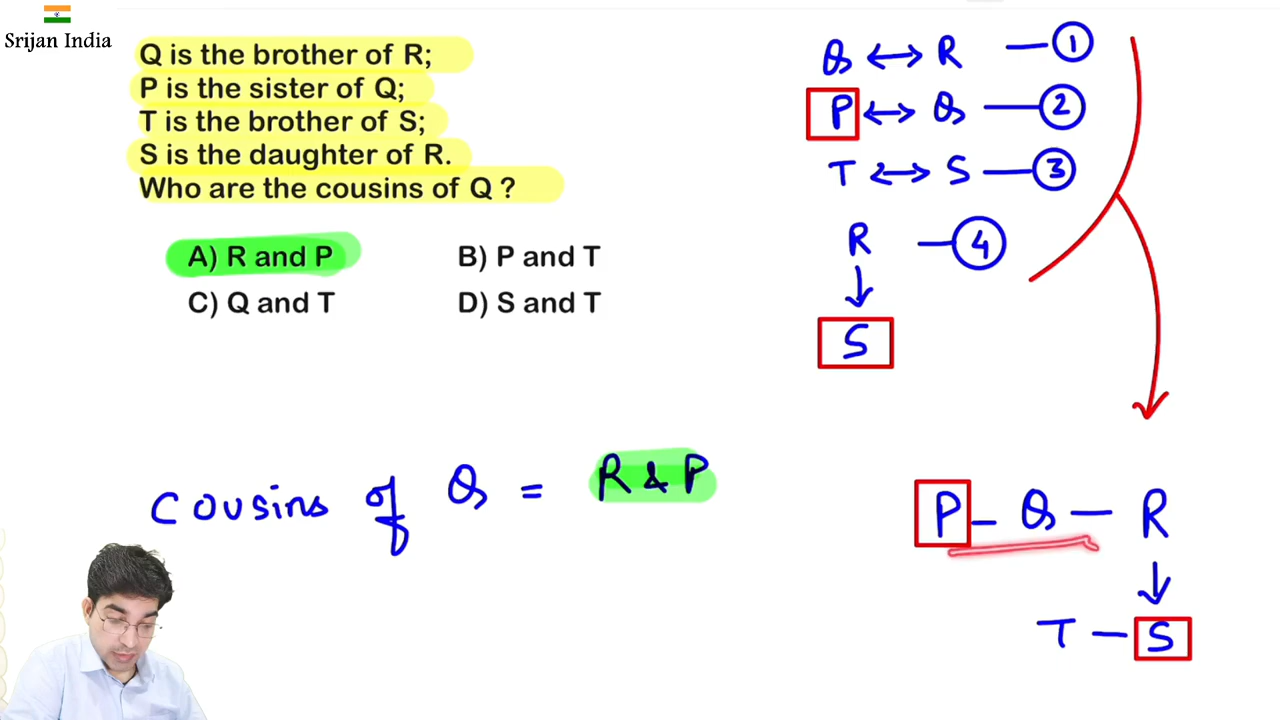 Srijan India
Q is the brother of R;
P is the sister of Q;
T is the brother of S;
S is the daughter of R.
Who are the cousins of Q ?
A) R and P
B) P and T
C) Q and T
D) S and T
Q ↔ R — 1
P ↔ Q — 2
T ↔ S — 3
R — 4
↓
S
Cousins of Q = R & P
P – Q – R
↓
T – S